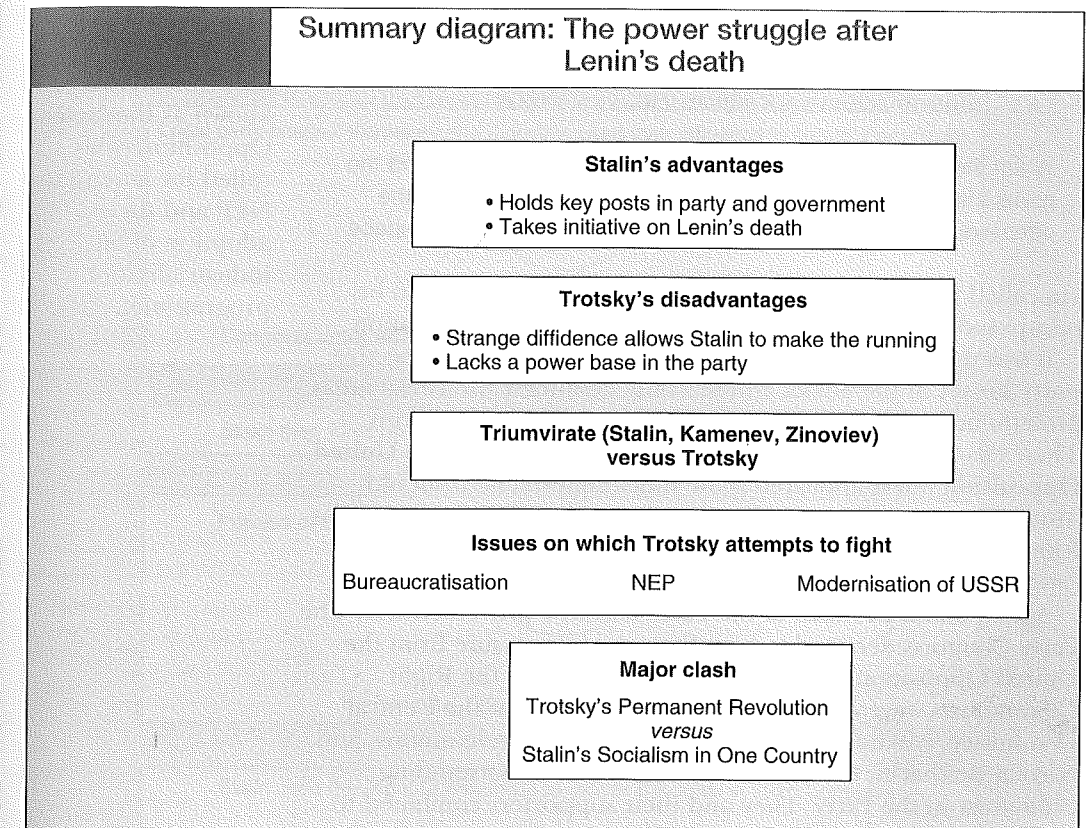 Summary diagram: The power struggle after
Lenin's death
Stalin's advantages
• Holds key posts in party and government
• Takes initiative on Lenin's death
Trotsky's disadvantages
• Strange diffidence allows Stalin to make the running
• Lacks a power base in the party
Triumvirate (Stalin, Kamenev, Zinoviev)
versus Trotsky
Issues on which Trotsky attempts to fight
Bureaucratisation NEP Modernisation of USSR
Major clash
Trotsky's Permanent Revolution
versus
Stalin's Socialism in One Country